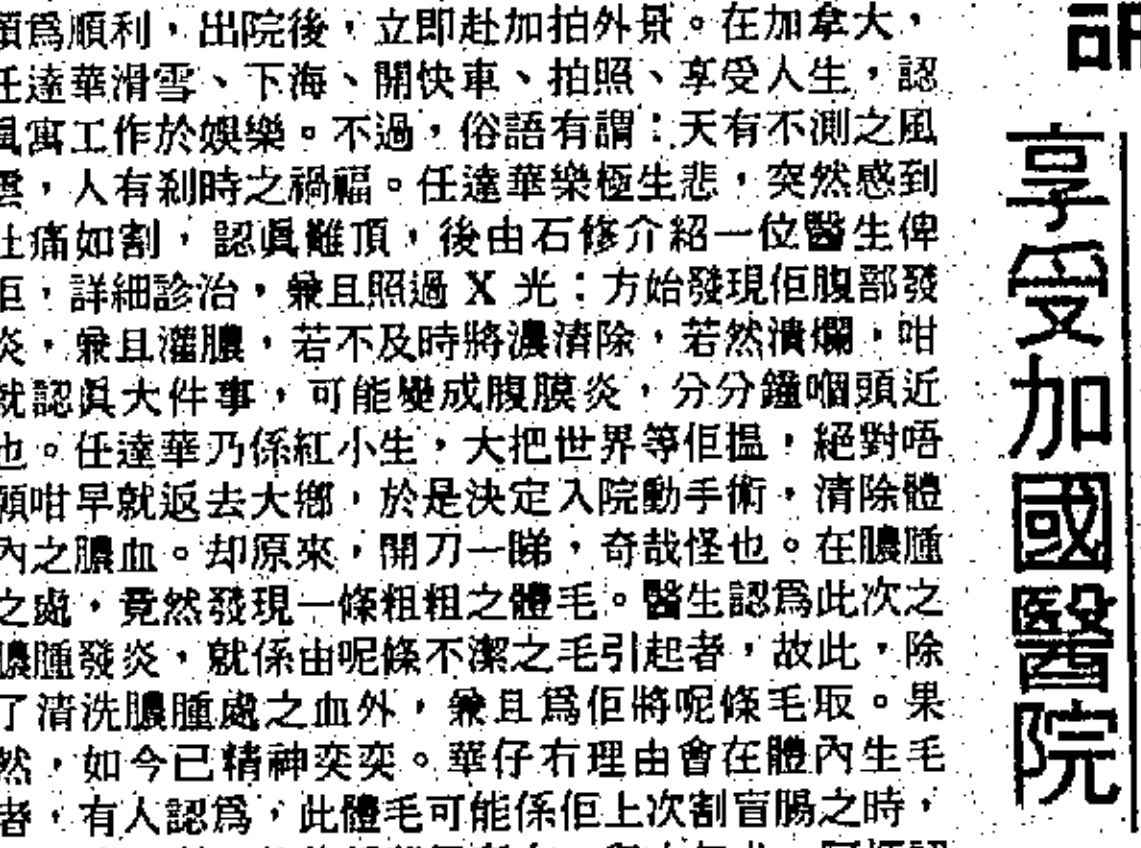 享受加國醫院
爲順利，出院後，立即赴加拍外景。在加拿大，
任達華滑雪、下海、開快車、拍照、享受人生，認
眞寓工作於娛樂。不過，俗語有謂：天有不測之風
雲，人有刹時之禍福。任達華樂極生悲，突然感到
肚痛如割，認眞難頂，後由石修介紹一位醫生俾
佢，詳細診治，兼且照過 X 光：方始發現佢腹部發
炎，兼且灌膿，若不及時將濃清除，若然潰爛，咁
就認眞大件事，可能變成腹膜炎，分分鐘嗰頭近
也。任達華乃係紅小生，大把世界等佢搵，絕對唔
願咁早就返去大鄉，於是決定入院動手術，清除體
內之膿血。却原來，開刀一睇，奇哉怪也。在膿腫
之處，竟然發現一條粗粗之體毛。醫生認爲此次之
膿腫發炎，就係由呢條不潔之毛引起者，故此，除
了清洗膿腫處之血外，兼且爲佢將呢條毛取。果
然，如今已精神奕奕。華仔冇理由會在體內生毛
者，有人認爲，此體毛可能係佢上次割盲腸之時，